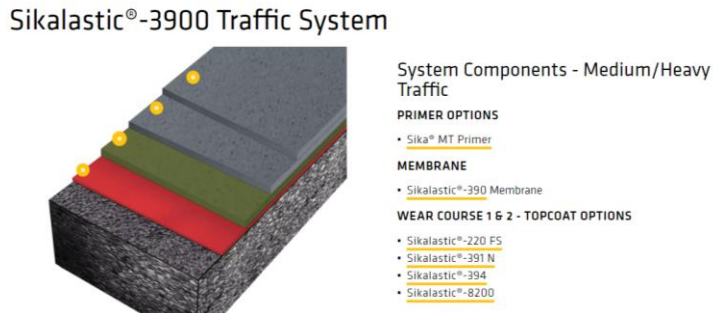 Sikalastic®-3900 Traffic System
System Components - Medium/Heavy
Traffic
PRIMER OPTIONS
• Sika® MT Primer
MEMBRANE
• Sikalastic®-390 Membrane
WEAR COURSE 1 & 2 - TOPCOAT OPTIONS
• Sikalastic®-220 FS
• Sikalastic®-391 N
• Sikalastic®-394
• Sikalastic®-8200